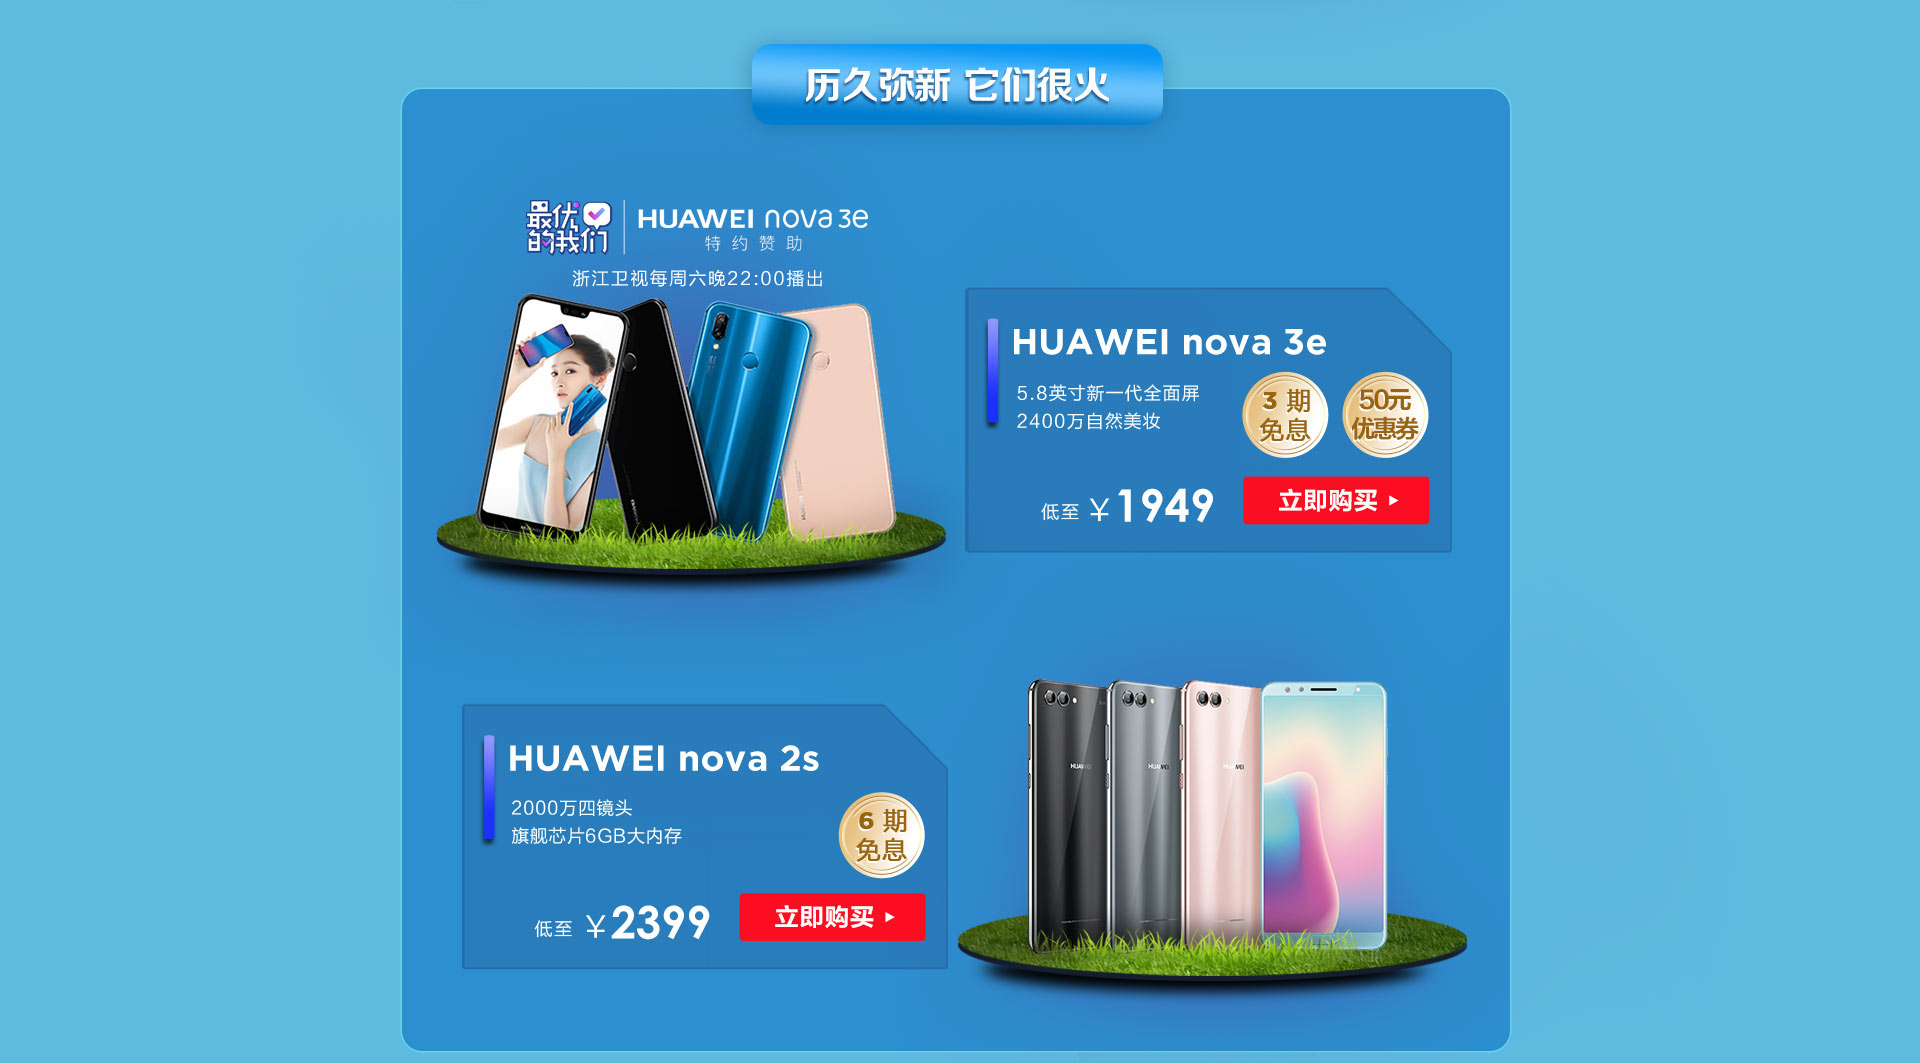 历久弥新 它们很火
最优
的我们
HUAWEI nova 3e
特约赞助
浙江卫视每周六晚22:00播出
HUAWEI nova 3e
5.8英寸新一代全面屏
2400万自然美妆
3 期
免息
50元
优惠券
低至 ￥1949
立即购买
HUAWEI nova 2s
2000万四镜头
旗舰芯片6GB大内存
6 期
免息
低至 ￥2399
立即购买
HUAWEI
HUAWEI
HUAWEI